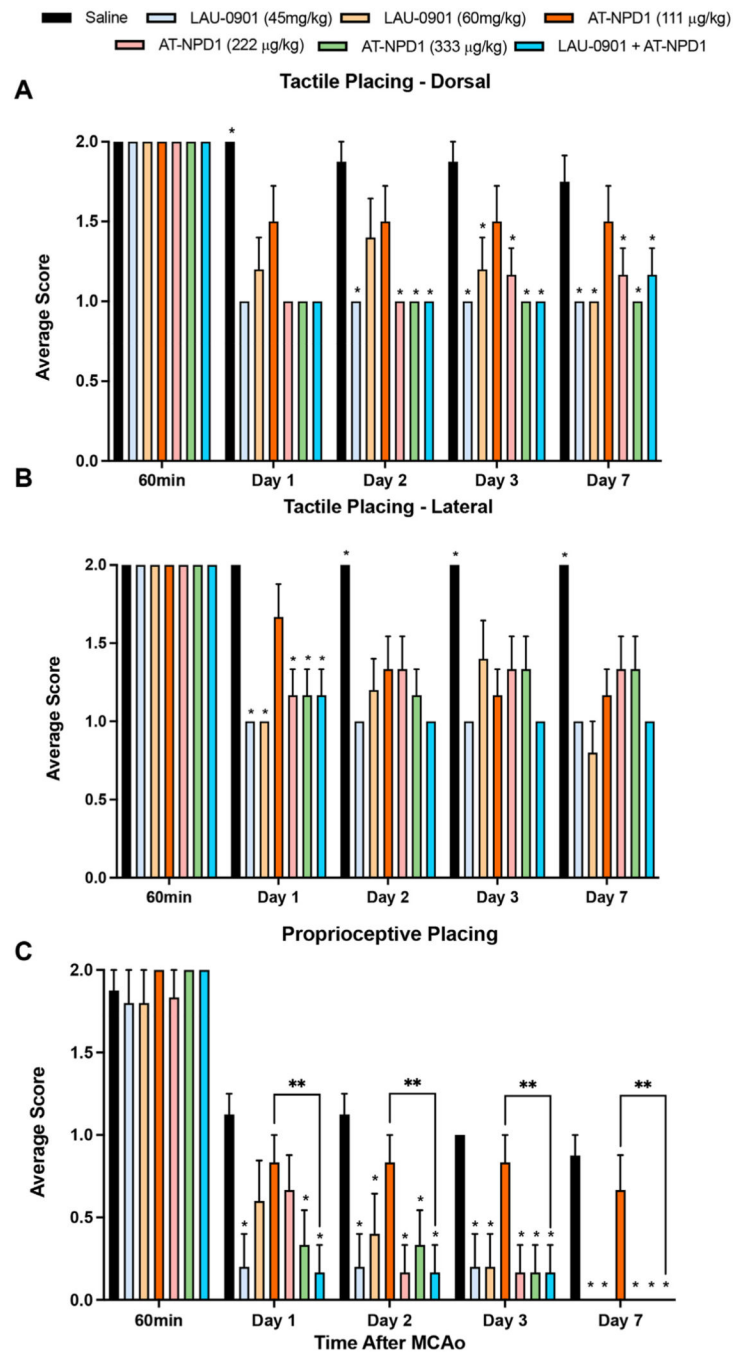 Saline LAU-0901 (45mg/kg) LAU-0901 (60mg/kg) AT-NPD1 (111 μg/kg)
AT-NPD1 (222 μg/kg) AT-NPD1 (333 μg/kg) LAU-0901 + AT-NPD1
A
Tactile Placing - Dorsal
*
2.0
* *
* * *
1.5
* * * * * * * * * * *
1.0
0.5
0.0
Average Score
60min Day 1 Day 2 Day 3 Day 7
B
Tactile Placing - Lateral
* * *
2.0
1.5
* * *
* *
1.0
0.5
0.0
Average Score
60min Day 1 Day 2 Day 3 Day 7
C
Proprioceptive Placing
2.0
1.5
** ** ** **
1.0
0.5
* * * * * * * * * * * * *
* * * * *
0.0
Average Score
60min Day 1 Day 2 Day 3 Day 7
Time After MCAo